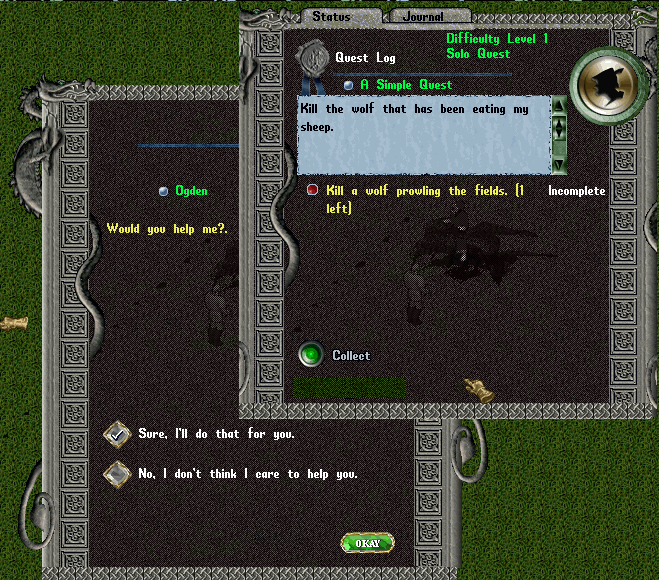 Status
Journal
Difficulty Level 1
Solo Quest
Quest Log
A Simple Quest
Kill the wolf that has been eating my
sheep.
Kill a wolf prowling the fields. (1
left)
Incomplete
Collect
Ogden
Would you help me?.
Sure, I'll do that for you.
No, I don't think I care to help you.
OKAY